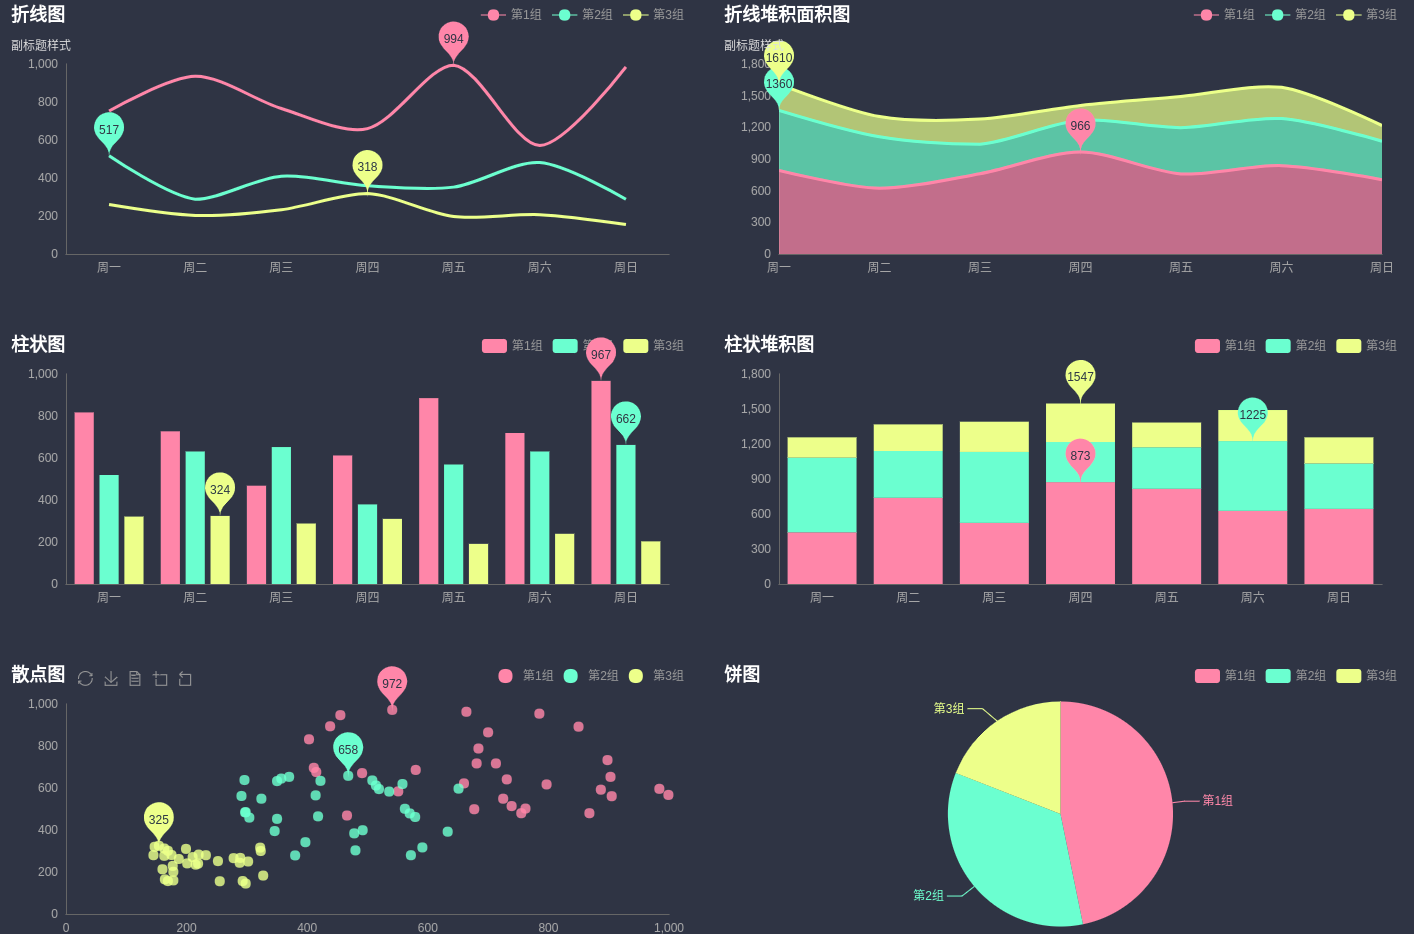 折线图
第1组 第2组 第3组
副标题样式
994
517
318
1,000
800
600
400
200
0
周一 周二 周三 周四 周五 周六 周日
折线堆积面积图
第1组 第2组 第3组
副标题样
1610
1360
966
1,800
1,500
1,200
900
600
300
0
周一 周二 周三 周四 周五 周六 周日
柱状图
第1组 第3组
967
662
324
1,000
800
600
400
200
0
周一 周二 周三 周四 周五 周六 周日
柱状堆积图
第1组 第2组 第3组
1547
1225
873
1,800
1,500
1,200
900
600
300
0
周一 周二 周三 周四 周五 周六 周日
散点图
第1组 第2组 第3组
972
658
325
1,000
800
600
400
200
0
0 200 400 600 800 1,000
饼图
第1组 第2组 第3组
第3组
第1组
第2组